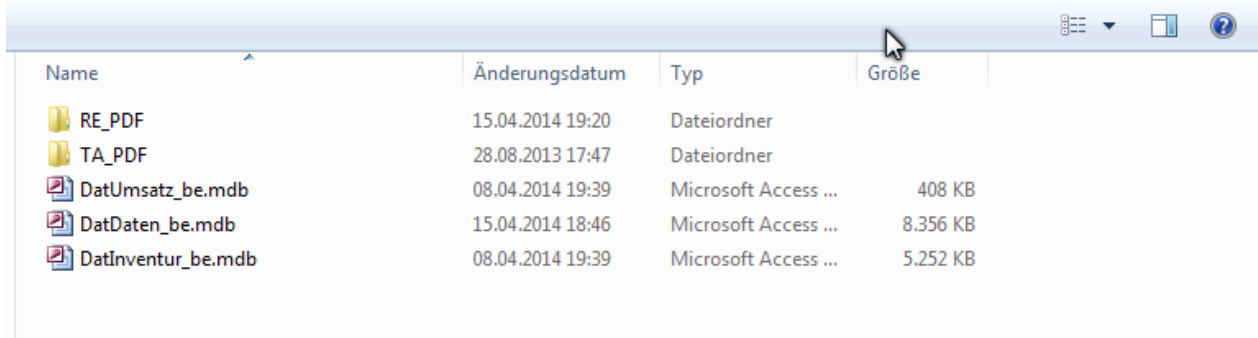 Name Änderungsdatum Typ Größe
RE_PDF 15.04.2014 19:20 Dateiordner
TA_PDF 28.08.2013 17:47 Dateiordner
DatUmsatz_be.mdb 08.04.2014 19:39 Microsoft Access ... 408 KB
DatDaten_be.mdb 15.04.2014 18:46 Microsoft Access ... 8.356 KB
DatInventur_be.mdb 08.04.2014 19:39 Microsoft Access ... 5.252 KB